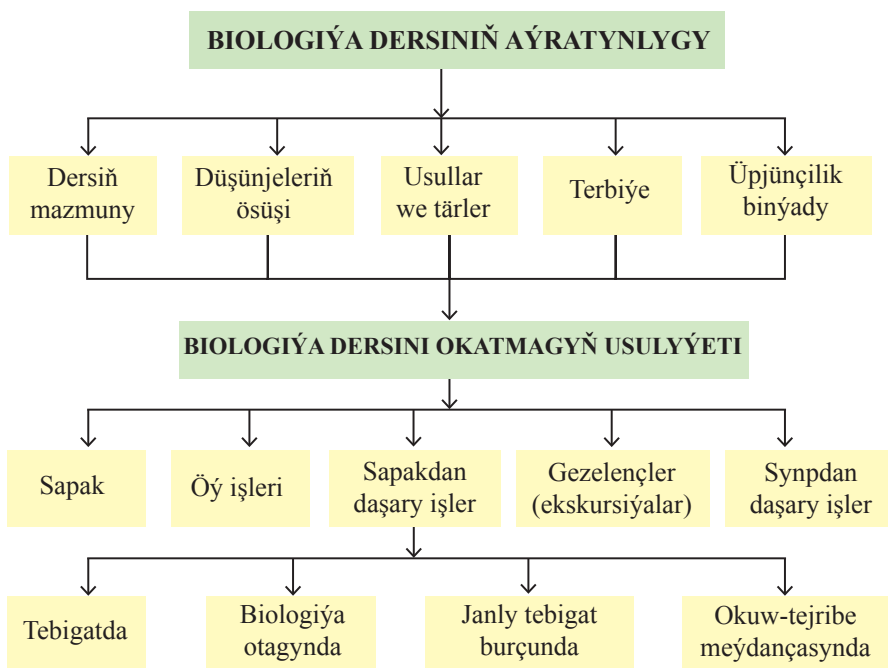 BIOLOGIÝA DERSINIŇ AÝRATYNLYGY
Dersiň
mazmuny
Düşünjeleriň
ösüşi
Usullar
we tärler
Terbiýe
Üpjünçilik
binýady
BIOLOGIÝA DERSINI OKATMAGYŇ USULYÝETI
Sapak
Öý işleri
Sapakdan
daşary işler
Gezelençler
(ekskursiýalar)
Synpdan
daşary işler
Tebigatda
Biologiýa
otagynda
Janly tebigat
burçunda
Okuw-tejribe
meýdançasynda